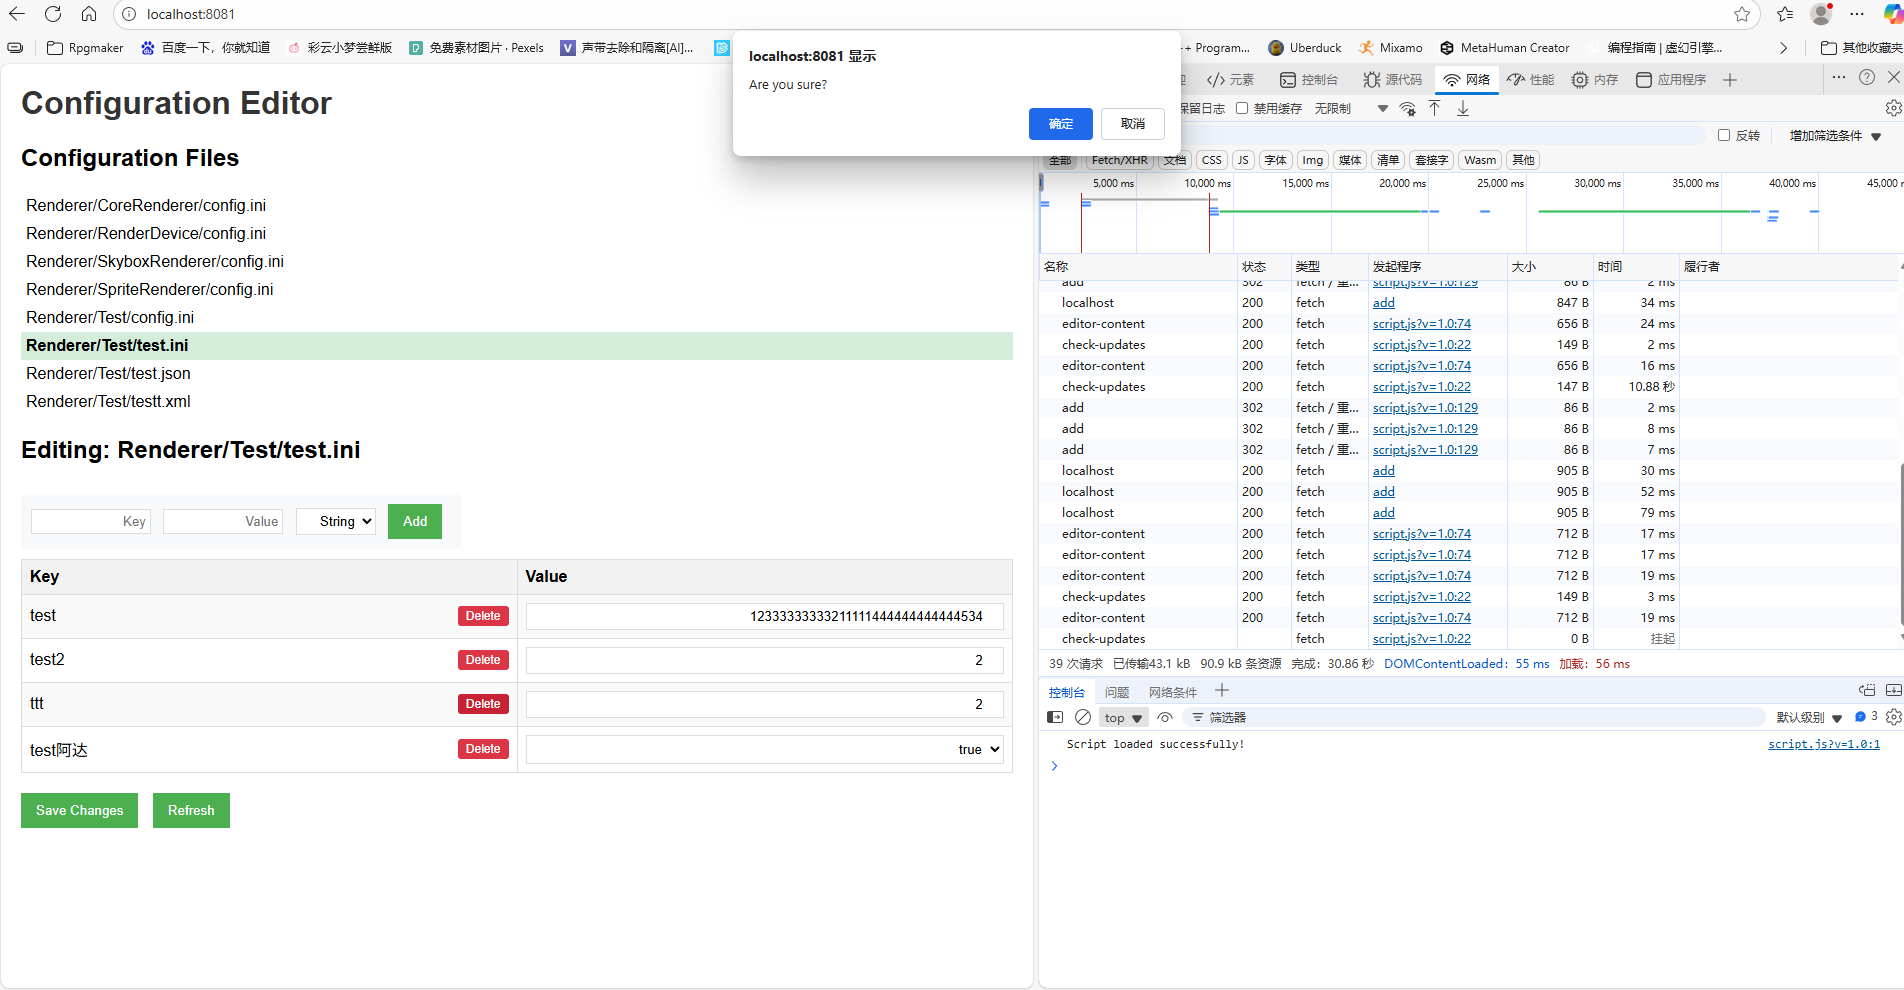 localhost:8081
Rpgmaker
百度一下，你就知道
彩云小梦尝鲜版
免费素材图片 · Pexels
声带去除和隔离[AI]...
++ Program...
Uberduck
Mixamo
MetaHuman Creator
编程指南 | 虚幻引擎...
其他收藏夹
localhost:8081 显示
Are you sure?
确定
取消
Configuration Editor
Configuration Files
Renderer/CoreRenderer/config.ini
Renderer/RenderDevice/config.ini
Renderer/SkyboxRenderer/config.ini
Renderer/SpriteRenderer/config.ini
Renderer/Test/config.ini
Renderer/Test/test.ini
Renderer/Test/test.json
Renderer/Test/testt.xml
Editing: Renderer/Test/test.ini
Key Value String Add
Key Value
test Delete 12333333333211111444444444444534
test2 Delete 2
ttt Delete 2
test阿达 Delete true
Save Changes Refresh
元素 控制台 源代码 网络 性能 内存 应用程序
保留日志 禁用缓存 无限制
反转 增加筛选条件
全部 Fetch/XHR 文档 CSS JS 字体 Img 媒体 清单 套接字 Wasm 其他
5,000 ms 10,000 ms 15,000 ms 20,000 ms 25,000 ms 30,000 ms 35,000 ms 40,000 ms 45,000
名称 状态 类型 发起程序 大小 时间 履行者
add 302 fetch / 重... script.js?v=1.0:129 86 B 2 ms
localhost 200 fetch add 847 B 34 ms
editor-content 200 fetch script.js?v=1.0:74 656 B 24 ms
check-updates 200 fetch script.js?v=1.0:22 149 B 2 ms
editor-content 200 fetch script.js?v=1.0:74 656 B 16 ms
check-updates 200 fetch script.js?v=1.0:22 147 B 10.88 秒
add 302 fetch / 重... script.js?v=1.0:129 86 B 2 ms
add 302 fetch / 重... script.js?v=1.0:129 86 B 8 ms
add 302 fetch / 重... script.js?v=1.0:129 86 B 7 ms
localhost 200 fetch add 905 B 30 ms
localhost 200 fetch add 905 B 52 ms
localhost 200 fetch add 905 B 79 ms
editor-content 200 fetch script.js?v=1.0:74 712 B 17 ms
editor-content 200 fetch script.js?v=1.0:74 712 B 17 ms
editor-content 200 fetch script.js?v=1.0:74 712 B 19 ms
check-updates 200 fetch script.js?v=1.0:22 149 B 3 ms
editor-content 200 fetch script.js?v=1.0:74 712 B 19 ms
check-updates fetch script.js?v=1.0:22 0 B 挂起
39 次请求 已传输43.1 kB 90.9 kB 条资源 完成：30.86 秒 DOMContentLoaded：55 ms 加载：56 ms
控制台 问题 网络条件
top 筛选器 默认级别 3
Script loaded successfully! script.js?v=1.0:1